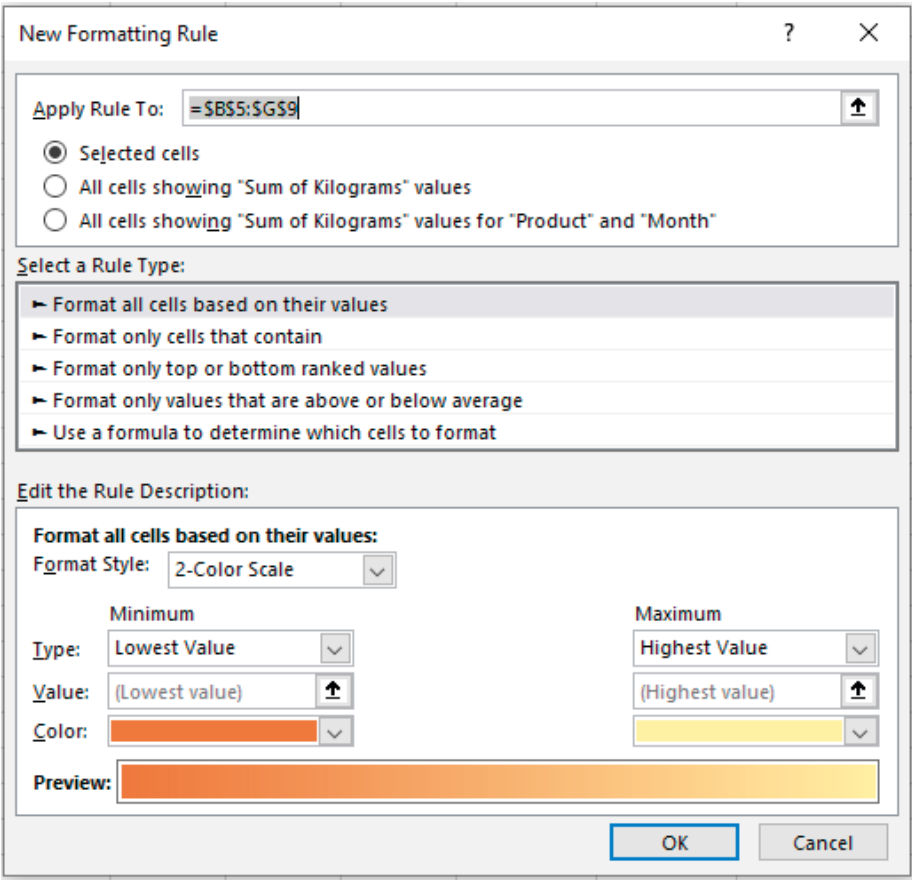 New Formatting Rule ?
Apply Rule To: =$B$5:$G$9
Selected cells
All cells showing "Sum of Kilograms" values
All cells showing "Sum of Kilograms" values for "Product" and "Month"
Select a Rule Type:
► Format all cells based on their values
► Format only cells that contain
► Format only top or bottom ranked values
► Format only values that are above or below average
► Use a formula to determine which cells to format
Edit the Rule Description:
Format all cells based on their values:
Format Style: 2-Color Scale
Minimum Maximum
Type: Lowest Value Highest Value
Value: (Lowest value) (Highest value)
Color:
Preview:
OK Cancel